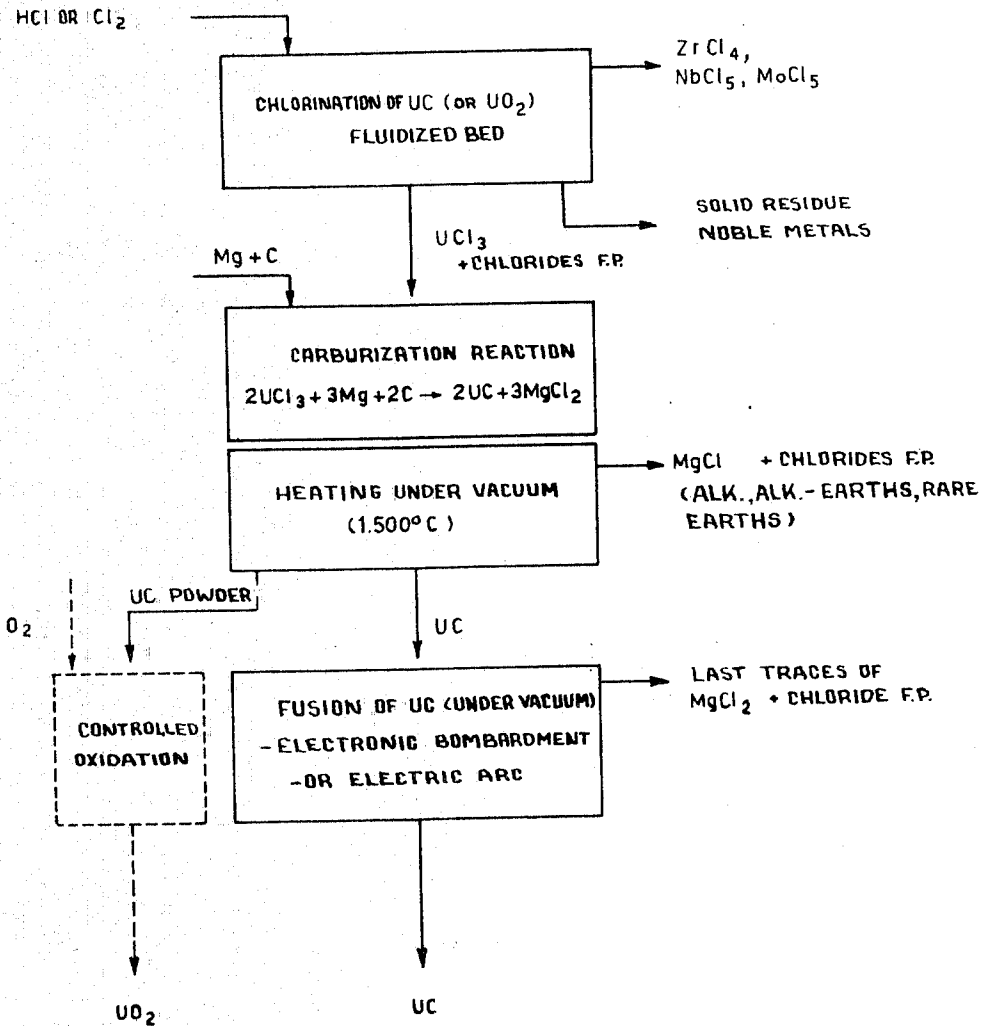 HCl OR Cl2
ZrCl4,
NbCl5, MoCl5
CHLORINATION OF UC (OR UO2)
FLUIDIZED BED
SOLID RESIDUE
NOBLE METALS
UCl3
+CHLORIDES F.P.
Mg+C
CARBURIZATION REACTION
2UCl3+3Mg+2C→ 2UC+3MgCl2
HEATING UNDER VACUUM
(1.500°C)
MgCl + CHLORIDES F.P.
(ALK.,ALK.-EARTHS,RARE
EARTHS)
UC POWDER
O2
UC
CONTROLLED
OXIDATION
FUSION OF UC (UNDER VACUUM)
-ELECTRONIC BOMBARDMENT
-OR ELECTRIC ARC
LAST TRACES OF
MgCl2 + CHLORIDE F.P.
UO2
UC